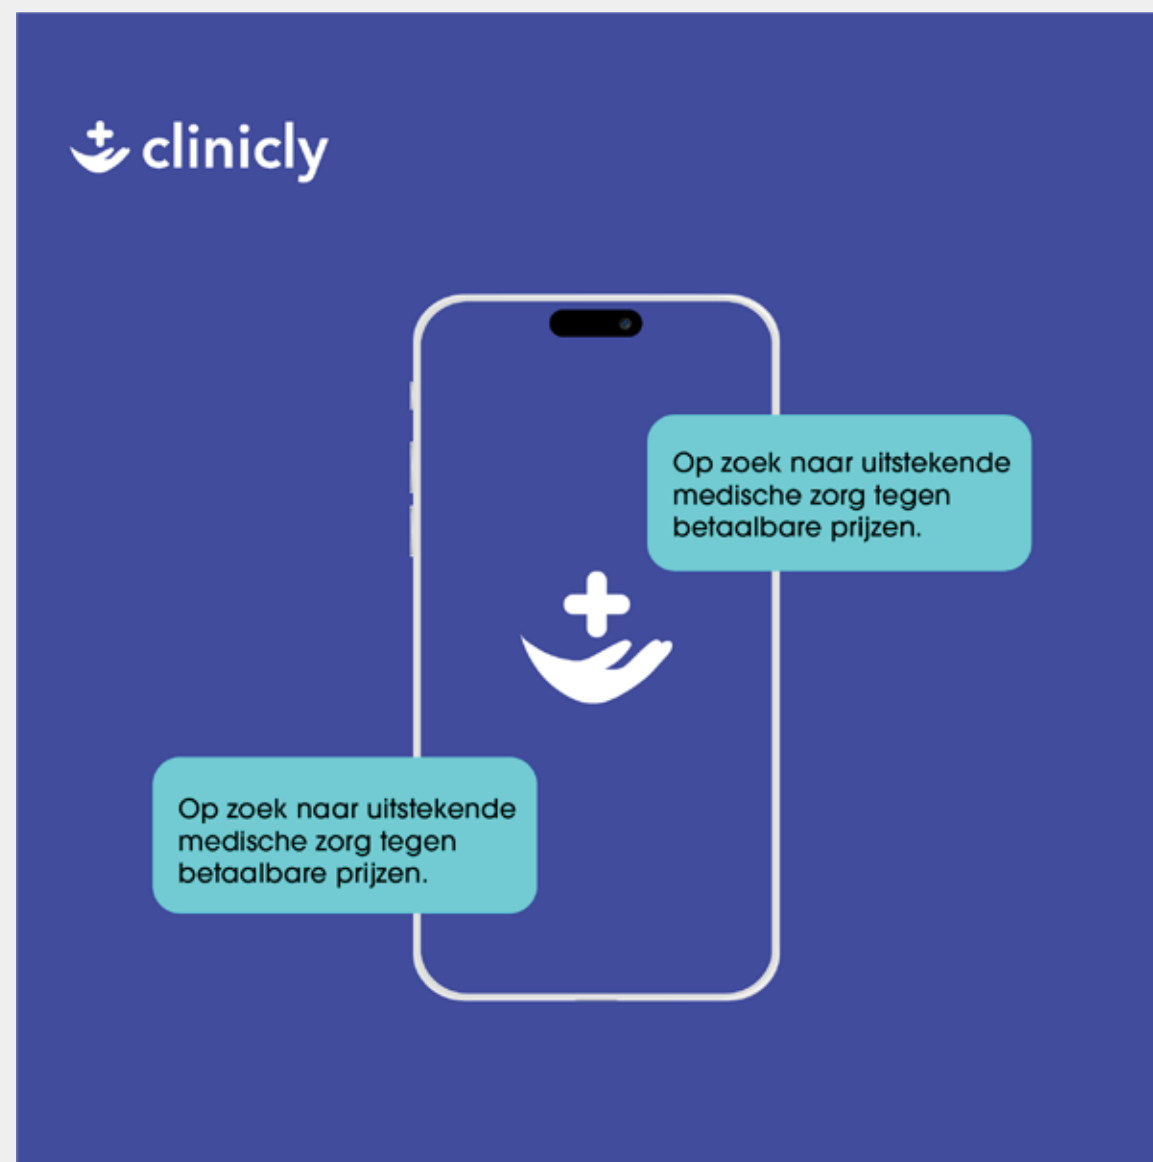 clinicly
Op zoek naar uitstekende
medische zorg tegen
betaalbare prijzen.
Op zoek naar uitstekende
medische zorg tegen
betaalbare prijzen.